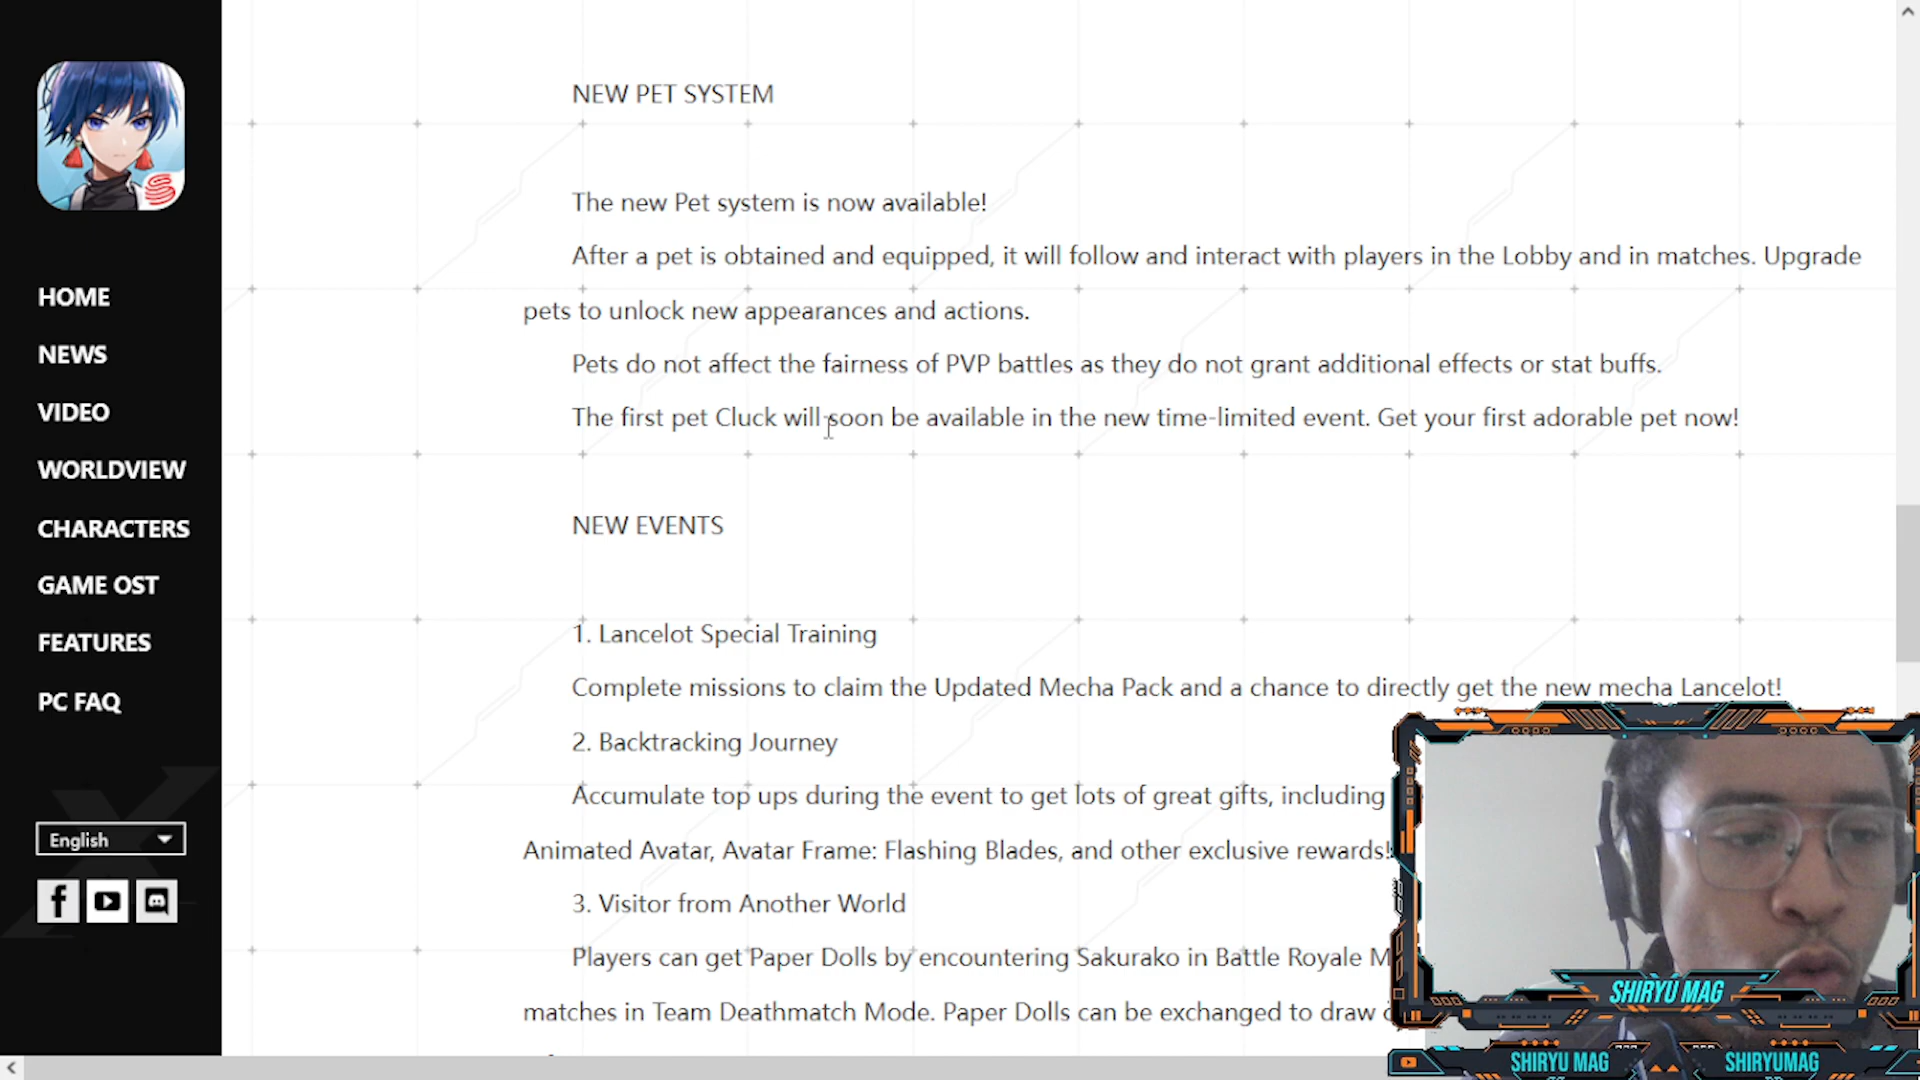 NEW PET SYSTEM
The new Pet system is now available!
After a pet is obtained and equipped, it will follow and interact with players in the Lobby and in matches. Upgrade
pets to unlock new appearances and actions.
Pets do not affect the fairness of PVP battles as they do not grant additional effects or stat buffs.
The first pet Cluck will soon be available in the new time-limited event. Get your first adorable pet now!
NEW EVENTS
1. Lancelot Special Training
Complete missions to claim the Updated Mecha Pack and a chance to directly get the new mecha Lancelot!
2. Backtracking Journey
Accumulate top ups during the event to get lots of great gifts, including
Animated Avatar, Avatar Frame: Flashing Blades, and other exclusive rewards!
3. Visitor from Another World
Players can get Paper Dolls by encountering Sakurako in Battle Royale M
matches in Team Deathmatch Mode. Paper Dolls can be exchanged to draw
HOME
NEWS
VIDEO
WORLDVIEW
CHARACTERS
GAME OST
FEATURES
PC FAQ
English
SHIRYU MAG
SHIRYU MAG
SHIRYUMAG